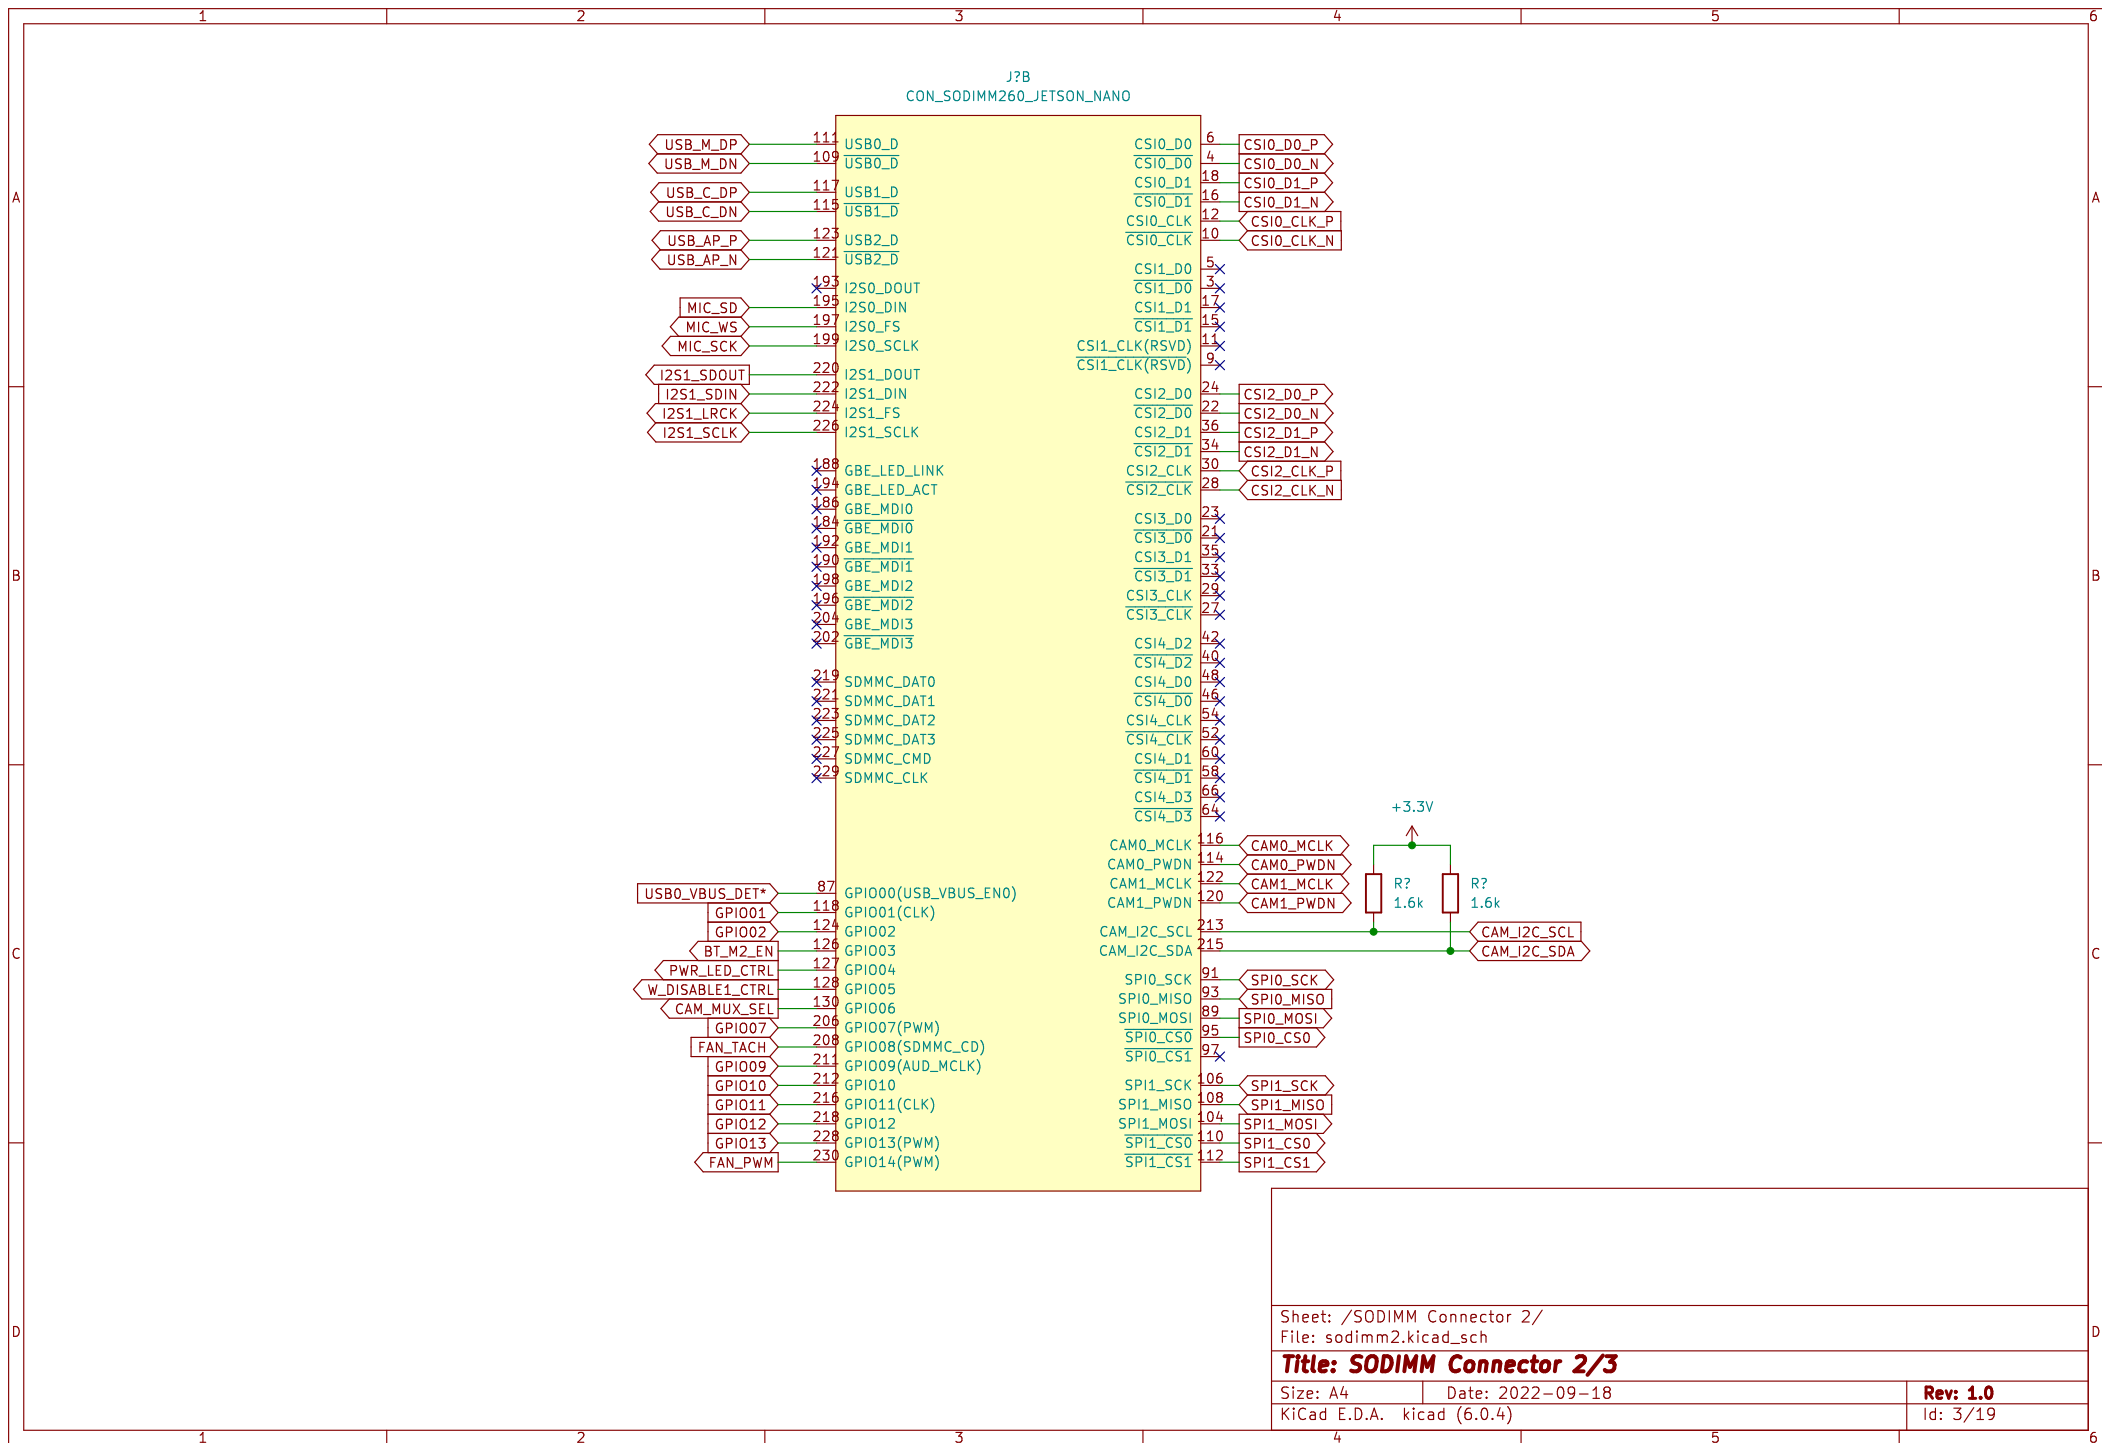 1 2 3 4 5 6
J?B
CON_SODIMM260_JETSON_NANO
USB_M_DP 111 USB0_D CSI0_D0 6 CSI0_D0_P
USB_M_DN 109 USB0_D CSI0_D0 4 CSI0_D0_N
USB_C_DP 117 USB1_D CSI0_D1 18 CSI0_D1_P
A A
USB_C_DN 115 USB1_D CSI0_D1 16 CSI0_D1_N
CSI0_CLK 12 CSI0_CLK_P
USB_AP_P 123 USB2_D CSI0_CLK 10 CSI0_CLK_N
USB_AP_N 121 USB2_D
CSI1_D0 5
193 I2S0_DOUT CSI1_D0 3
MIC_SD 195 I2S0_DIN CSI1_D1 17
MIC_WS 197 I2S0_FS CSI1_D1 15
MIC_SCK 199 I2S0_SCLK CSI1_CLK(RSVD) 11
CSI1_CLK(RSVD) 9
I2S1_SDOUT 220 I2S1_DOUT
I2S1_SDIN 222 I2S1_DIN CSI2_D0 24 CSI2_D0_P
I2S1_LRCK 224 I2S1_FS CSI2_D0 22 CSI2_D0_N
I2S1_SCLK 226 I2S1_SCLK CSI2_D1 36 CSI2_D1_P
CSI2_D1 34 CSI2_D1_N
188 GBE_LED_LINK CSI2_CLK 30 CSI2_CLK_P
194 GBE_LED_ACT CSI2_CLK 28 CSI2_CLK_N
186 GBE_MDI0
CSI3_D0 23
184 GBE_MDI0
CSI3_D0 21
192 GBE_MDI1
CSI3_D1 35
190 GBE_MDI1
B B
CSI3_D1 33
198 GBE_MDI2
CSI3_CLK 29
196 GBE_MDI2
CSI3_CLK 27
204 GBE_MDI3
202 GBE_MDI3 CSI4_D2 42
CSI4_D2 40
219 SDMMC_DAT0 CSI4_D0 48
221 SDMMC_DAT1 CSI4_D0 46
223 SDMMC_DAT2 CSI4_CLK 54
225 SDMMC_DAT3 CSI4_CLK 52
227 SDMMC_CMD CSI4_D1 60
229 SDMMC_CLK CSI4_D1 58
CSI4_D3 66
+3.3V
CSI4_D3 64
CAM0_MCLK 116 CAM0_MCLK
CAM0_PWDN 114 CAM0_PWDN
CAM1_MCLK 122 CAM1_MCLK R? R?
USB0_VBUS_DET* 87 GPIO00(USB_VBUS_EN0)
CAM1_PWDN 120 CAM1_PWDN 1.6k 1.6k
GPIO01 118 GPIO01(CLK)
GPIO02 124 GPIO02 CAM_I2C_SCL 213 CAM_I2C_SCL
BT_M2_EN 126 GPIO03 CAM_I2C_SDA 215 CAM_I2C_SDA
C C
PWR_LED_CTRL 127 GPIO04
SPI0_SCK 91 SPI0_SCK
W_DISABLE1_CTRL 128 GPIO05
SPI0_MISO 93 SPI0_MISO
CAM_MUX_SEL 130 GPIO06
SPI0_MOSI 89 SPI0_MOSI
GPIO07 206 GPIO07(PWM)
SPI0_CS0 95 SPI0_CS0
FAN_TACH 208 GPIO08(SDMMC_CD)
SPI0_CS1 97
GPIO09 211 GPIO09(AUD_MCLK)
GPIO10 212 GPIO10 SPI1_SCK 106 SPI1_SCK
GPIO11 216 GPIO11(CLK) SPI1_MISO 108 SPI1_MISO
GPIO12 218 GPIO12 SPI1_MOSI 104 SPI1_MOSI
GPIO13 228 GPIO13(PWM) SPI1_CS0 110 SPI1_CS0
FAN_PWM 230 GPIO14(PWM) SPI1_CS1 112 SPI1_CS1
Sheet: /SODIMM Connector 2/
D D
File: sodimm2.kicad_sch
Title: SODIMM Connector 2/3
Size: A4 Date: 2022-09-18 Rev: 1.0
KiCad E.D.A. kicad (6.0.4) Id: 3/19
1 2 3 4 5 6